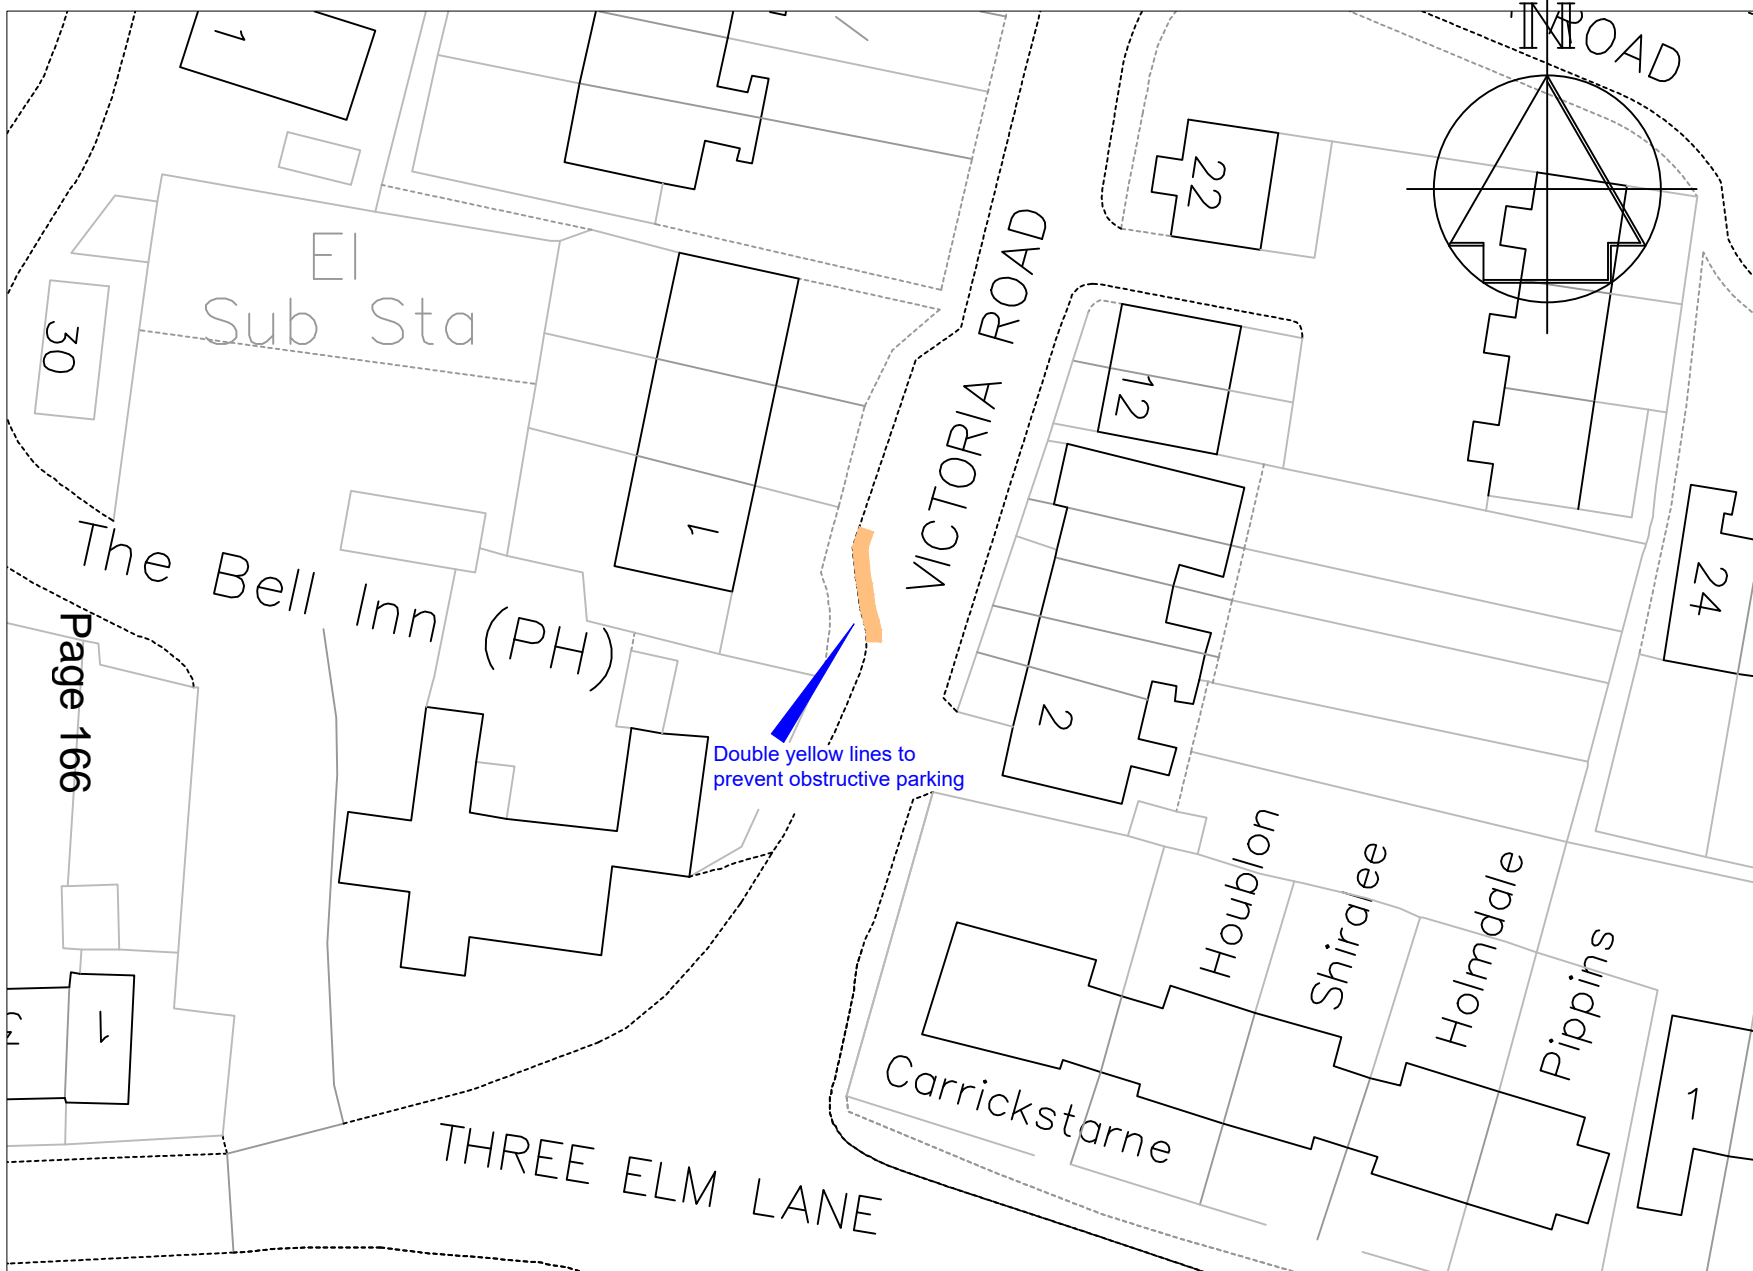 N
ROAD
1
22
El
Sub Sta
30
VICTORIA ROAD
12
1
The Bell Inn (PH)
24
Page 166
2
Double yellow lines to
prevent obstructive parking
Houblon
Shiralee
Holmdale
Pippins
3
1
Carrickstarne
1
THREE ELM LANE